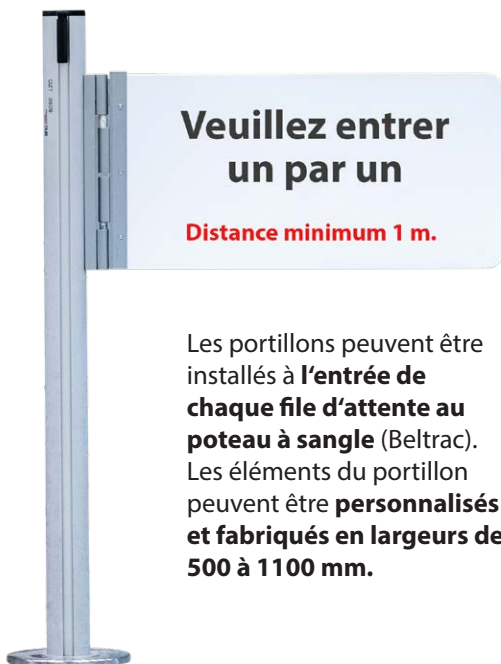 Veuillez entrer
un par un
Distance minimum 1 m.
Les portillons peuvent être
installés à l‘entrée de
chaque file d‘attente au
poteau à sangle (Beltrac).
Les éléments du portillon
peuvent être personnalisés
et fabriqués en largeurs de
500 à 1100 mm.